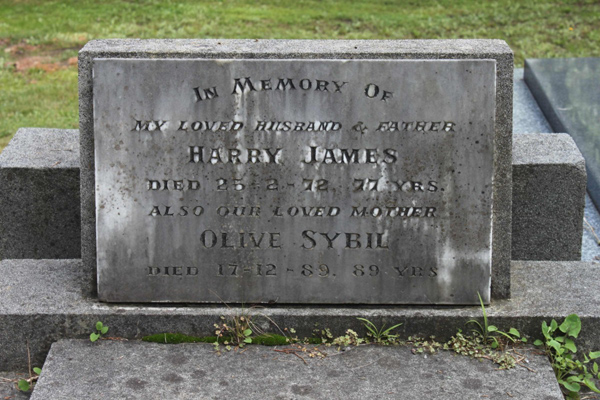 In Memory Of
My loved husband & father
Harry James
Died 25-2-72, 77 yrs.
Also our loved mother
Olive Sybil
Died 17-12-89, 89 yrs